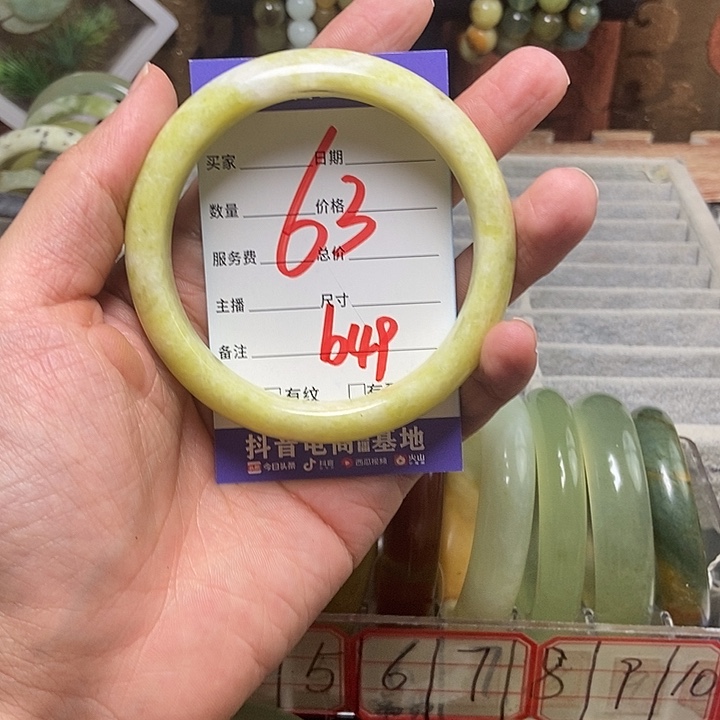 买家 日期
数量 价格
63
服务费 总价
主播 尺寸
b49
备注
有纹
抖音电商 基地
今日头条 抖音 西瓜视频 火山
5 6 7 8 9 10